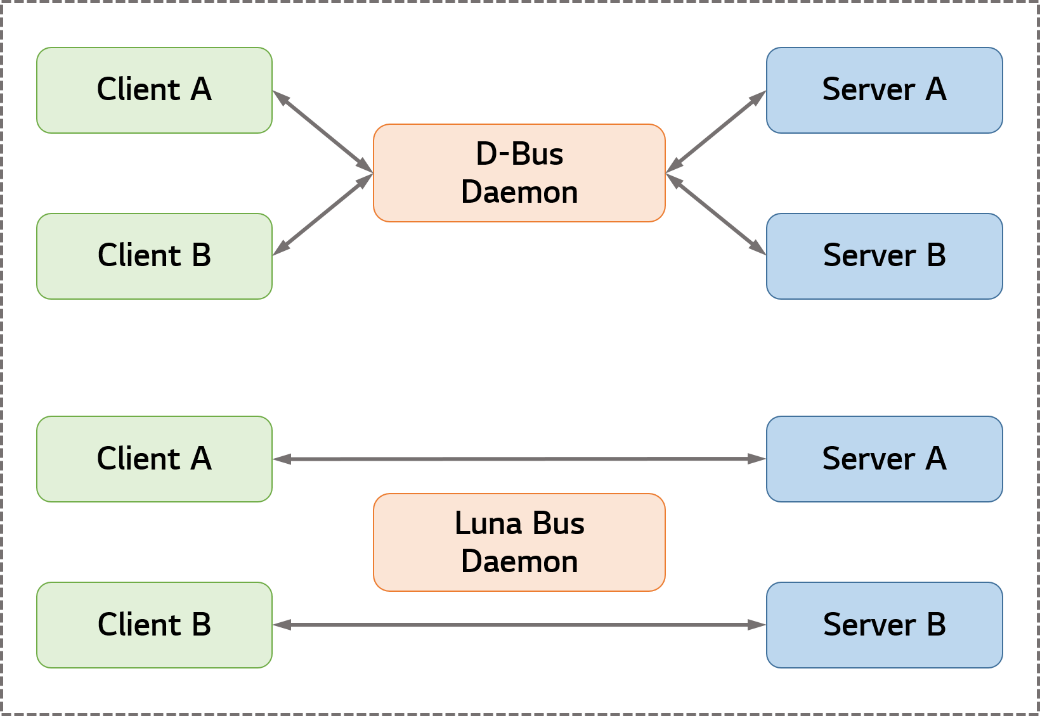 Client A
Server A
D-Bus
Daemon
Client B
Server B
Client A
Server A
Luna Bus
Daemon
Client B
Server B